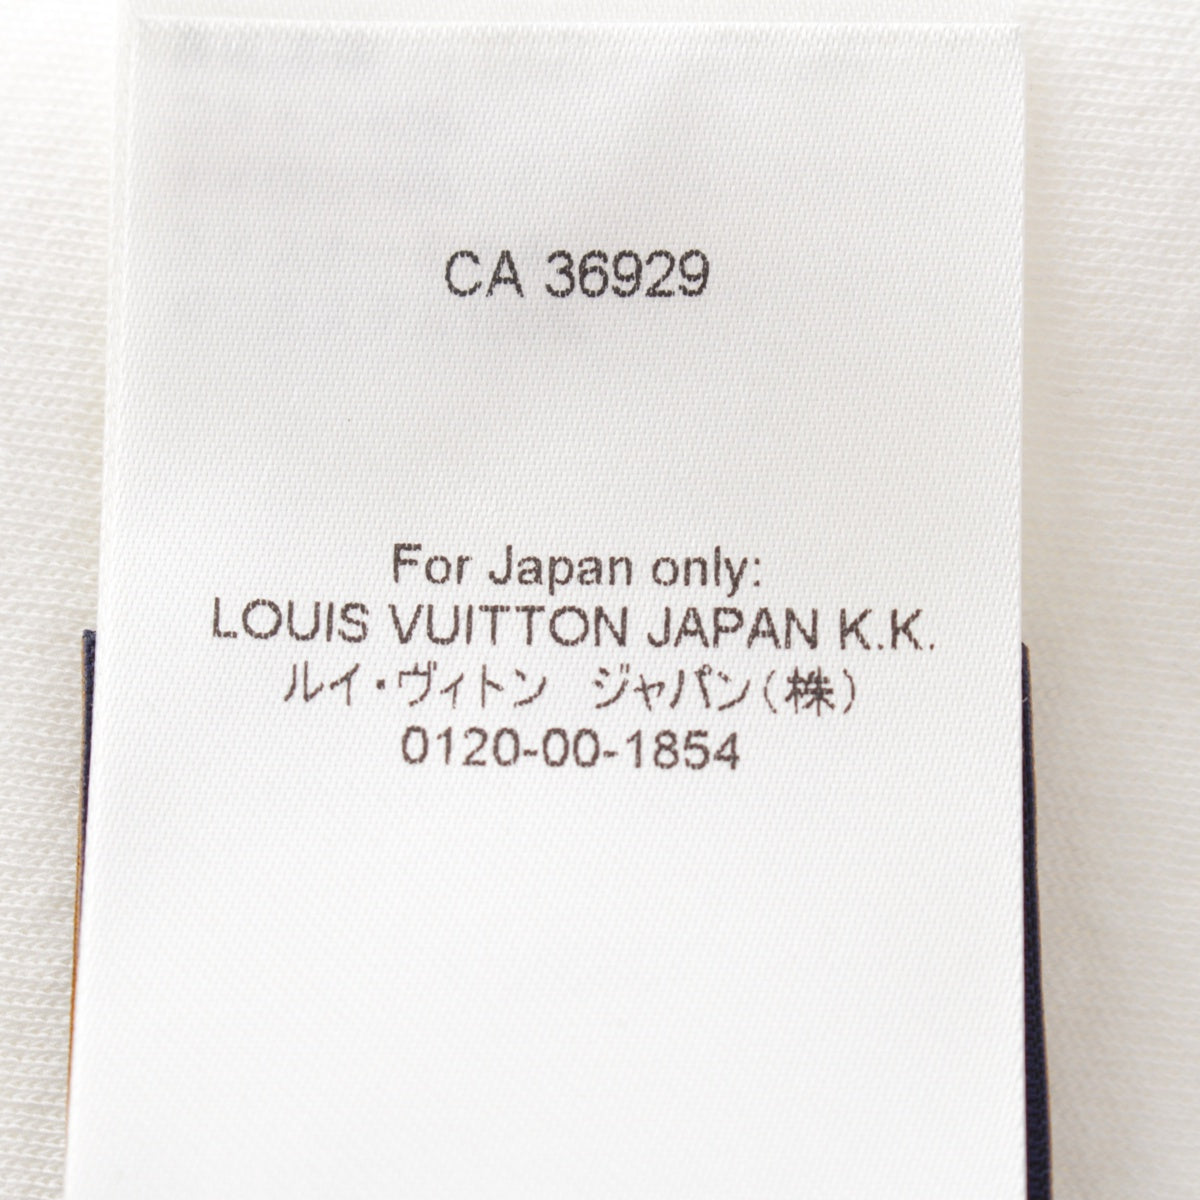 CA 36929
For Japan only:
LOUIS VUITTON JAPAN K.K.
ルイ・ヴィトン　ジャパン(株)
0120-00-1854